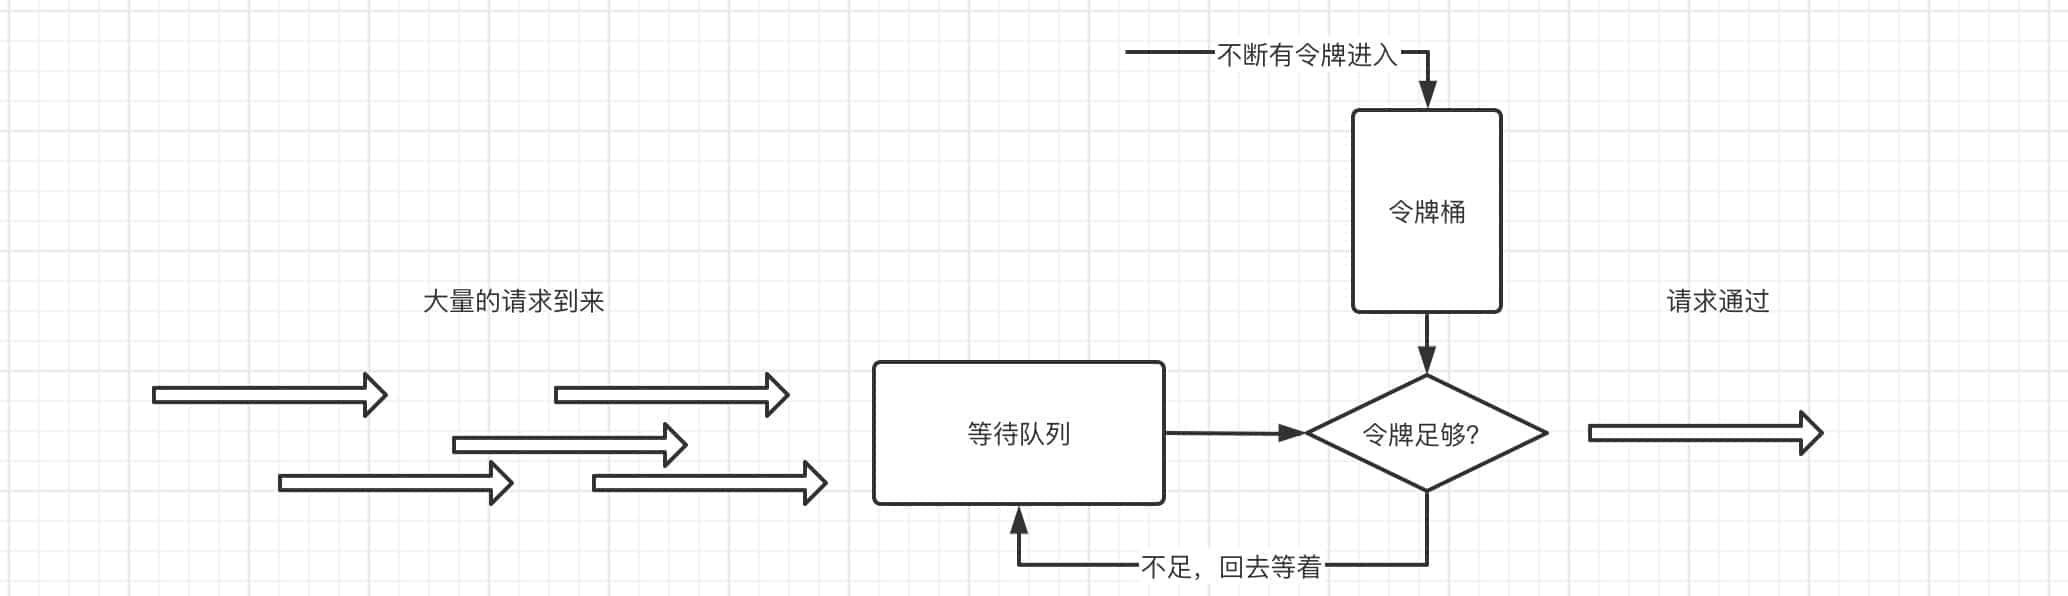 不断有令牌进入
令牌桶
大量的请求到来
请求通过
等待队列
令牌足够?
不足，回去等着